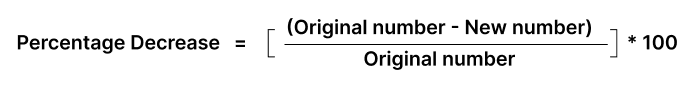 Percentage Decrease = [ (Original number - New number) / Original number ] * 100